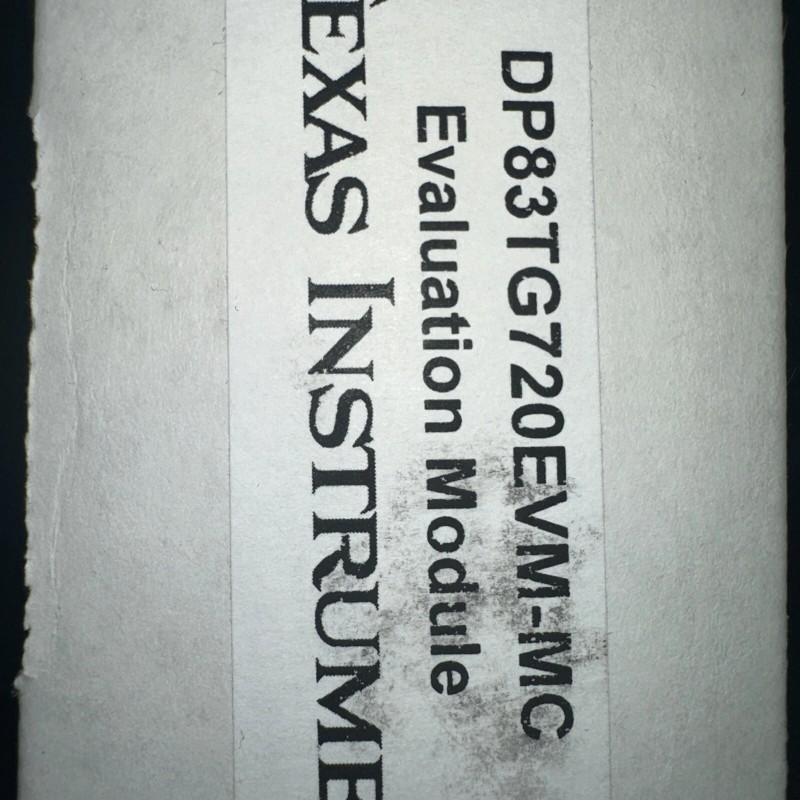 DP83TG720EVM-MC
Evaluation Module
EXAS INSTRUME